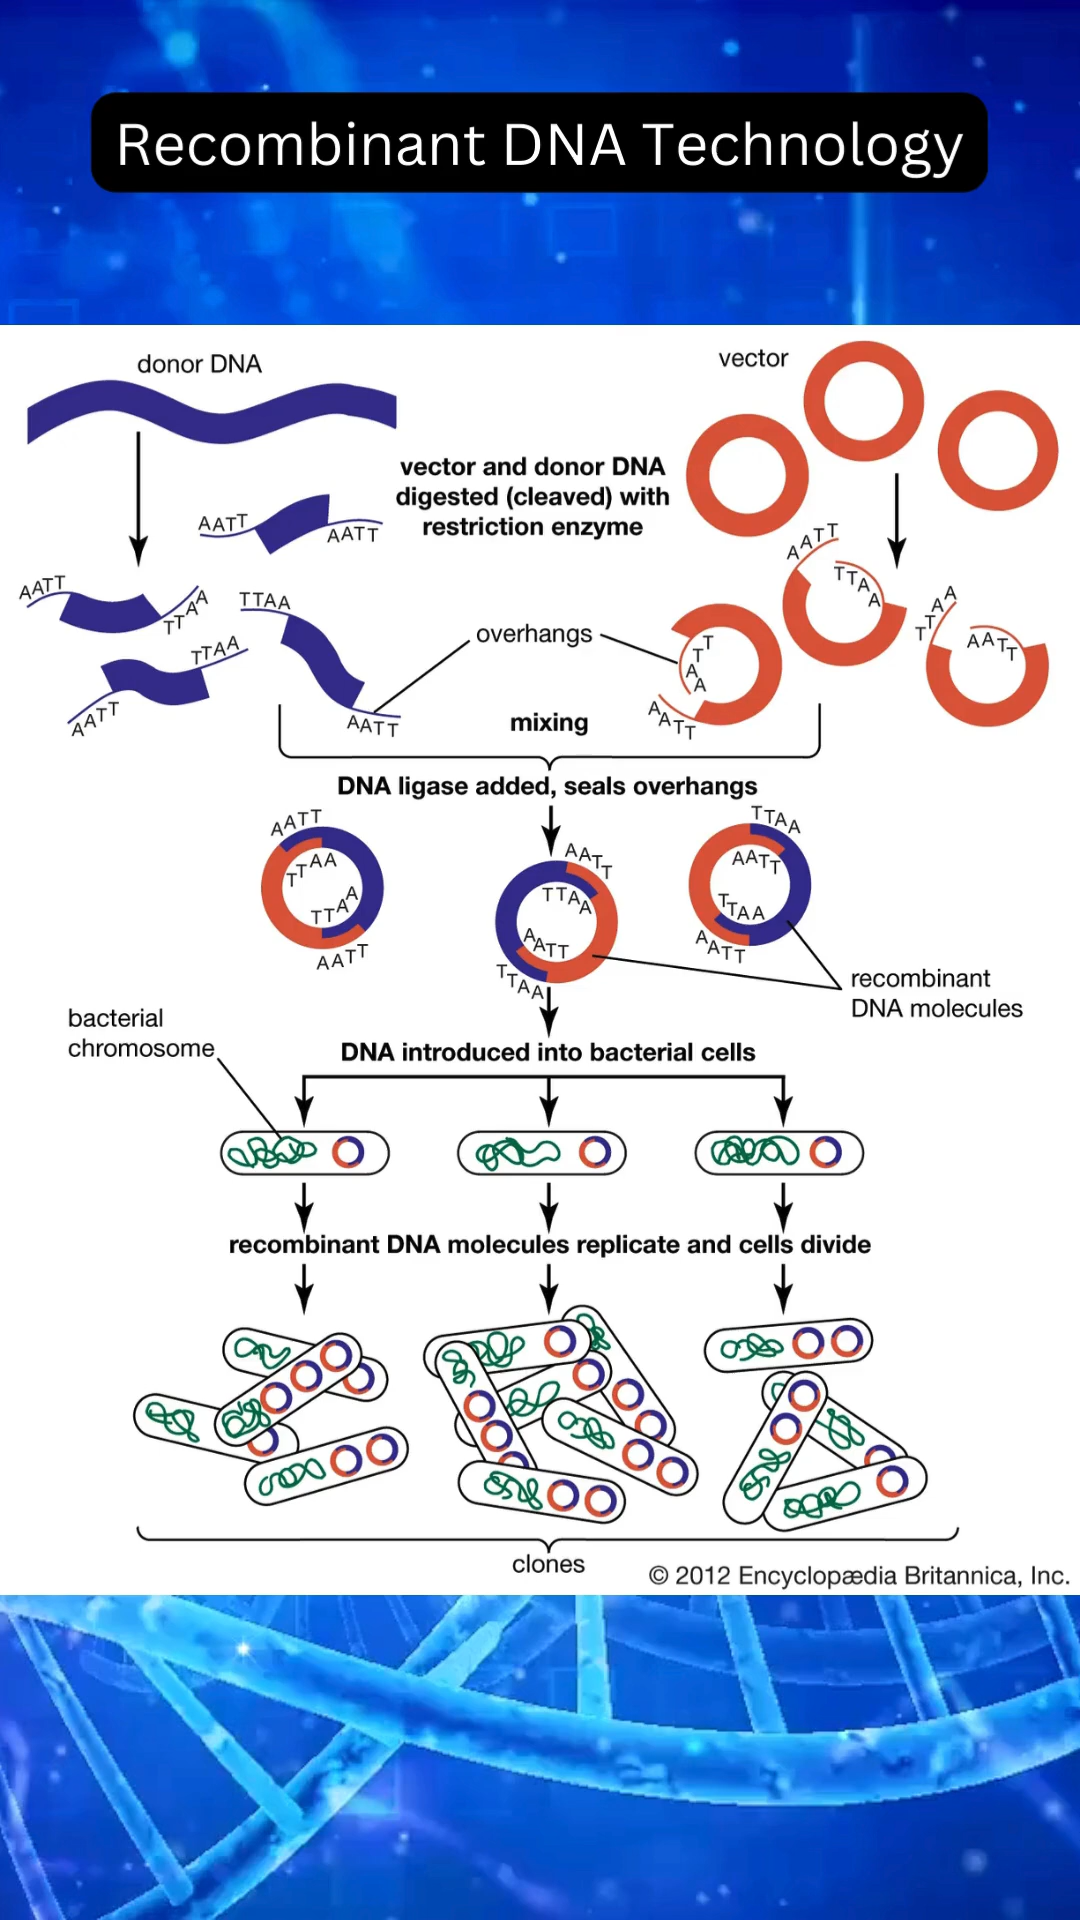 Recombinant DNA Technology
donor DNA
vector
vector and donor DNA
digested (cleaved) with
restriction enzyme
AATT
AATT
AATT
TTAA
TTAA
AATT
TTAA
AATT
AATT
TTAA
TTAA
AATT
TTAA
AATT
overhangs
mixing
DNA ligase added, seals overhangs
AATT
TTAA
TTAA
AATT
AATT
TTAA
AATT
TTAA
TTAA
AATT
TTAA
AATT
recombinant
DNA molecules
bacterial
chromosome
DNA introduced into bacterial cells
recombinant DNA molecules replicate and cells divide
clones
© 2012 Encyclopædia Britannica, Inc.